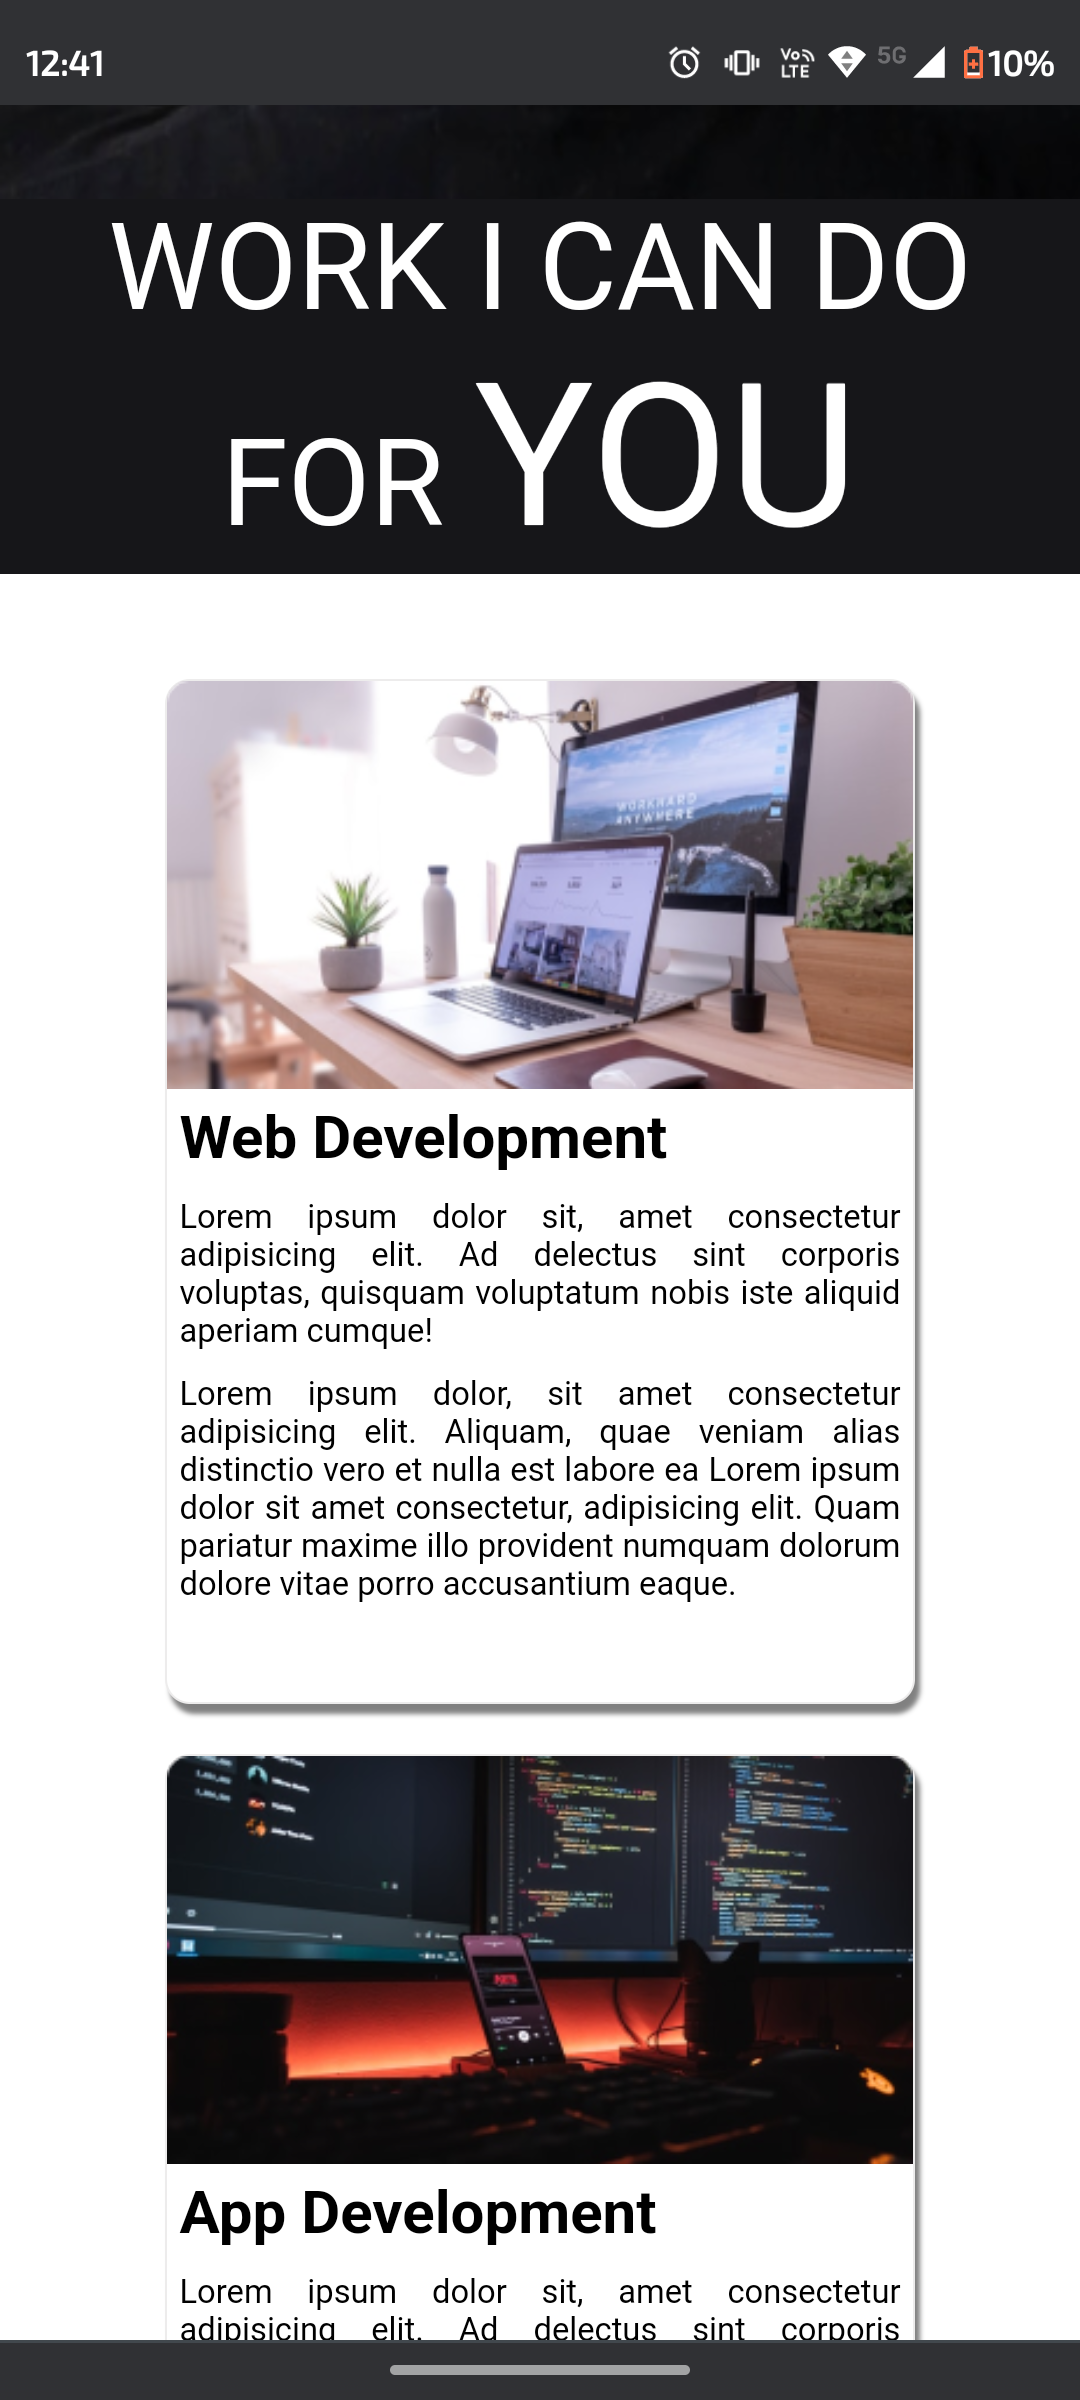 12:41
Vo LTE 5G 10%
WORK I CAN DO
FOR YOU
WORKHARD
ANYWHERE
Web Development
Lorem ipsum dolor sit, amet consectetur
adipisicing elit. Ad delectus sint corporis
voluptas, quisquam voluptatum nobis iste aliquid
aperiam cumque!
Lorem ipsum dolor, sit amet consectetur
adipisicing elit. Aliquam, quae veniam alias
distinctio vero et nulla est labore ea Lorem ipsum
dolor sit amet consectetur, adipisicing elit. Quam
pariatur maxime illo provident numquam dolorum
dolore vitae porro accusantium eaque.
App Development
Lorem ipsum dolor sit, amet consectetur
adipisicing elit. Ad delectus sint corporis